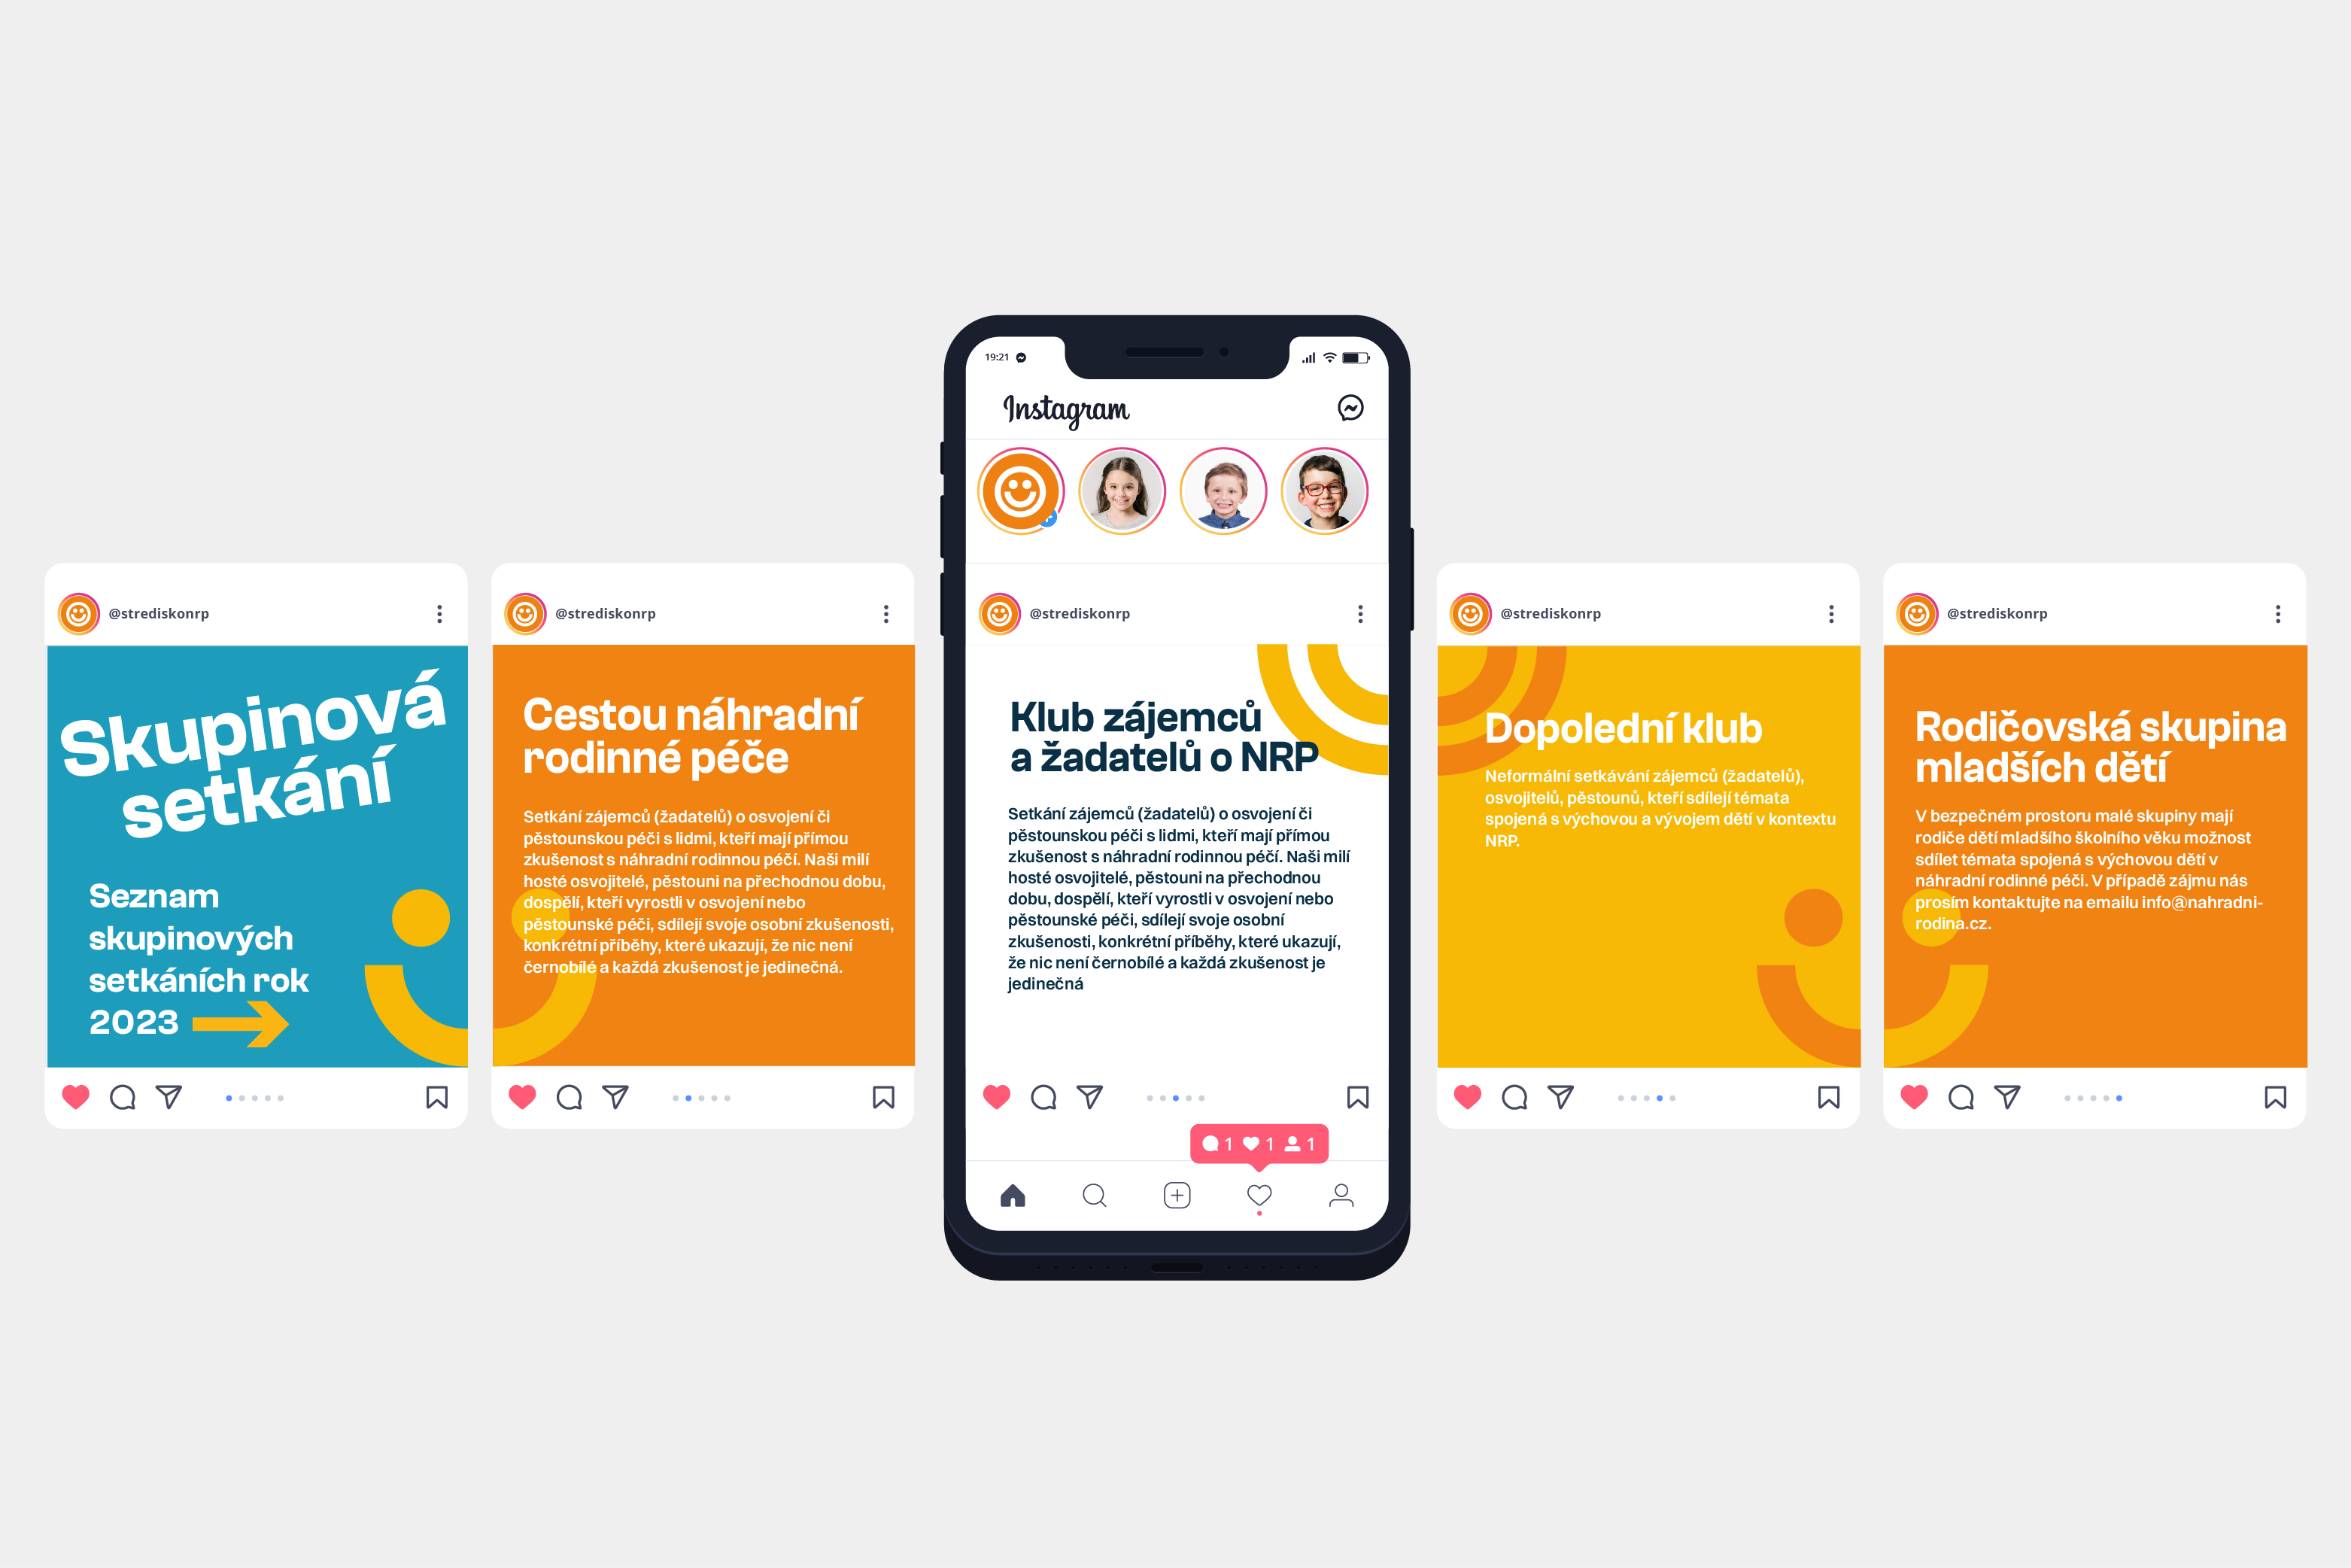 @strediskonrp
Skupinová
setkání
Seznam
skupinových
setkáních rok
2023
@strediskonrp
Cestou náhradní
rodinné péče
Setkání zájemců (žadatelů) o osvojení či
pěstounskou péči s lidmi, kteří mají přímou
zkušenost s náhradní rodinnou péčí. Naši milí
hosté osvojitelé, pěstouni na přechodnou dobu,
dospělí, kteří vyrostli v osvojení nebo
pěstounské péči, sdílejí svoje osobní zkušenosti,
konkrétní příběhy, které ukazují, že nic není
černobílé a každá zkušenost je jedinečná.
19:21
Instagram
@strediskonrp
Klub zájemců
a žadatelů o NRP
Setkání zájemců (žadatelů) o osvojení či
pěstounskou péči s lidmi, kteří mají přímou
zkušenost s náhradní rodinnou péčí. Naši milí
hosté osvojitelé, pěstouni na přechodnou
dobu, dospělí, kteří vyrostli v osvojení nebo
pěstounské péči, sdílejí svoje osobní
zkušenosti, konkrétní příběhy, které ukazují,
že nic není černobílé a každá zkušenost je
jedinečná
1 1 1
@strediskonrp
Dopolední klub
Neformální setkávání zájemců (žadatelů),
osvojitelů, pěstounů, kteří sdílejí témata
spojená s výchovou a vývojem dětí v kontextu
NRP.
@strediskonrp
Rodičovská skupina
mladších dětí
V bezpečném prostoru malé skupiny mají
rodiče dětí mladšího školního věku možnost
sdílet témata spojená s výchovou dětí v
náhradní rodinné péči. V případě zájmu nás
prosím kontaktujte na emailu info@nahradni-
rodina.cz.